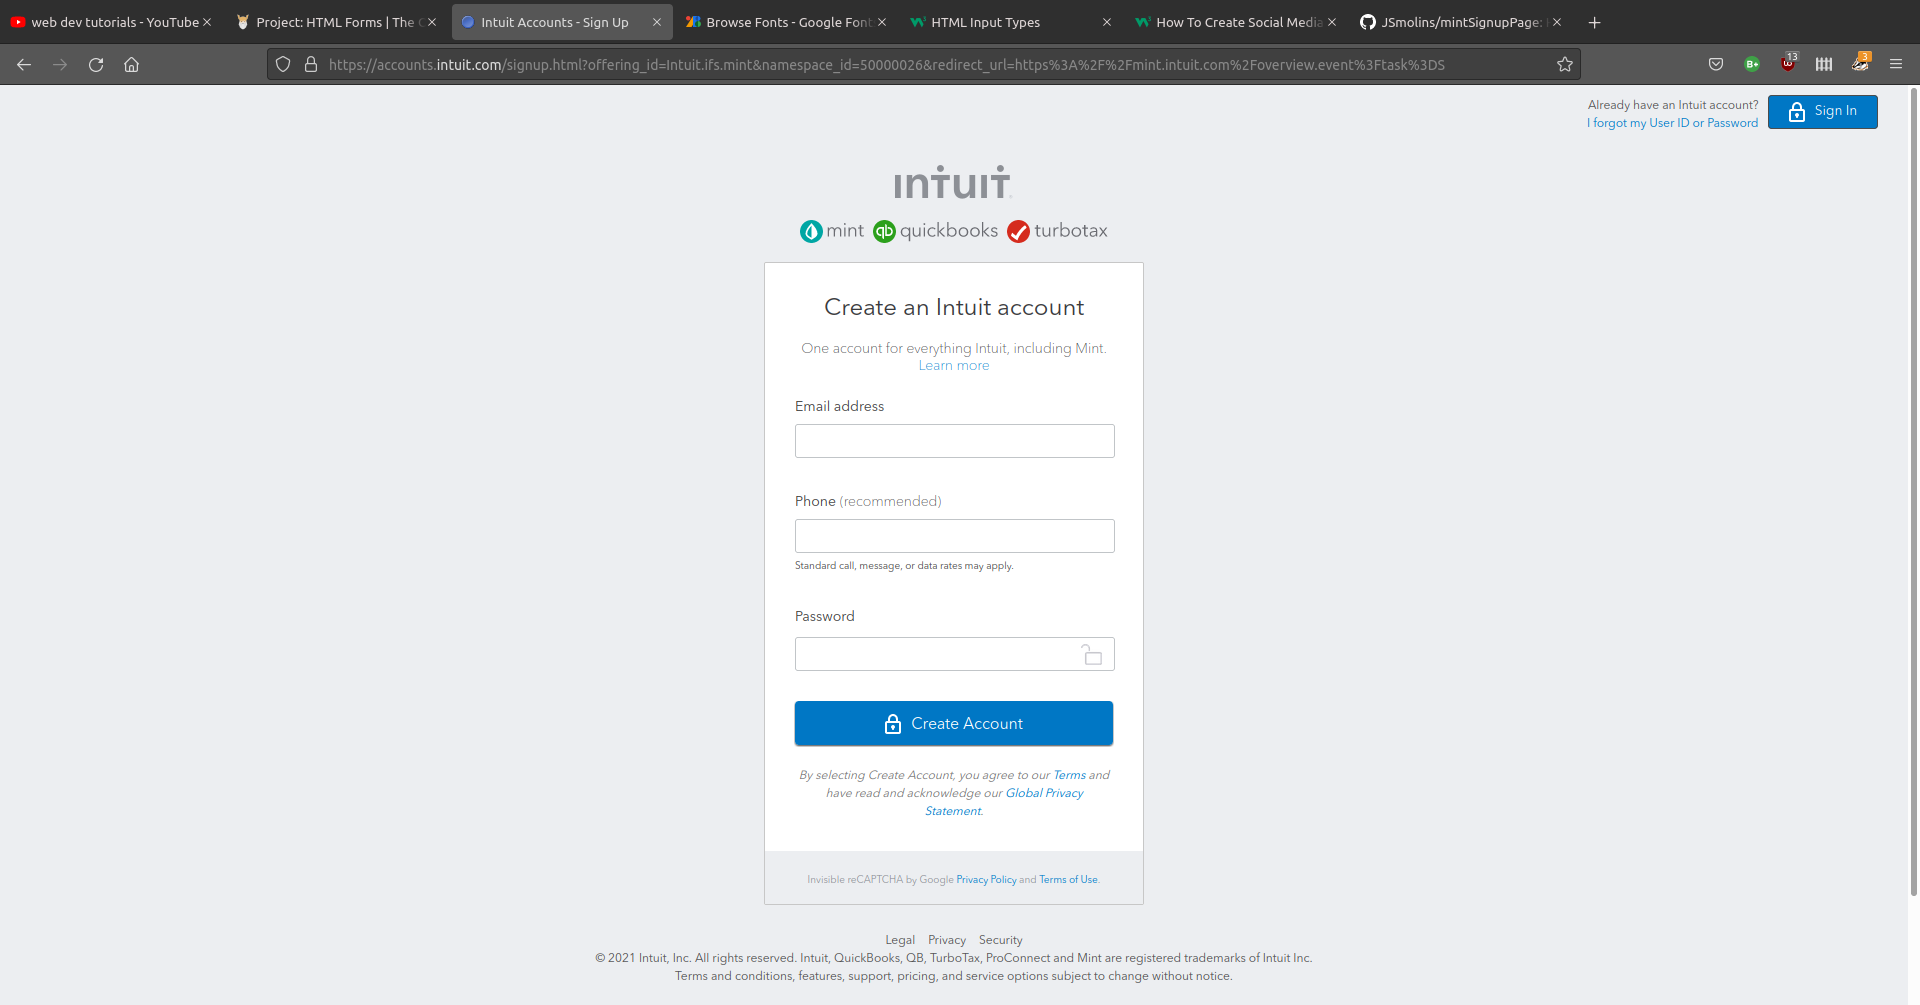 web dev tutorials - YouTube
Project: HTML Forms | The
Intuit Accounts - Sign Up
Browse Fonts - Google Font
HTML Input Types
How To Create Social Media
JSmolins/mintSignupPage:
https://accounts.intuit.com/signup.html?offering_id=Intuit.ifs.mint&namespace_id=50000026&redirect_url=https%3A%2F%2Fmint.intuit.com%2Foverview.event%3Ftask%3DS
B+
13
3
Already have an Intuit account?
I forgot my User ID or Password
Sign In
intuit
mint qb quickbooks turbotax
Create an Intuit account
One account for everything Intuit, including Mint.
Learn more
Email address
Phone (recommended)
Standard call, message, or data rates may apply.
Password
Create Account
By selecting Create Account, you agree to our Terms and
have read and acknowledge our Global Privacy
Statement.
Invisible reCAPTCHA by Google Privacy Policy and Terms of Use.
Legal Privacy Security
© 2021 Intuit, Inc. All rights reserved. Intuit, QuickBooks, QB, TurboTax, ProConnect and Mint are registered trademarks of Intuit Inc.
Terms and conditions, features, support, pricing, and service options subject to change without notice.